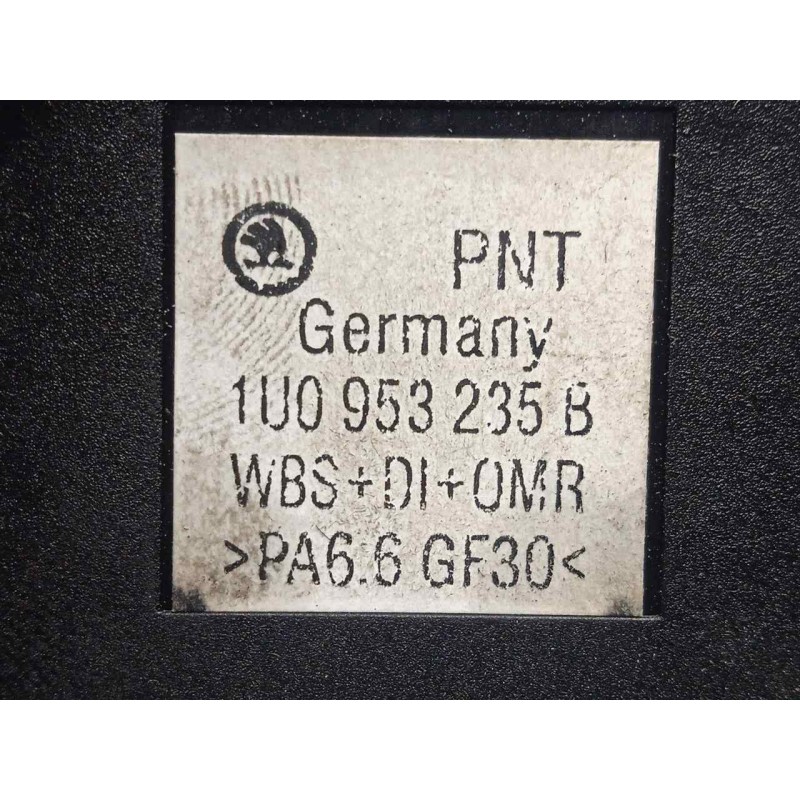 PNT
Germany
1U0 953 235 B
WBS+DI+OMR
>PA6.6 GF30<